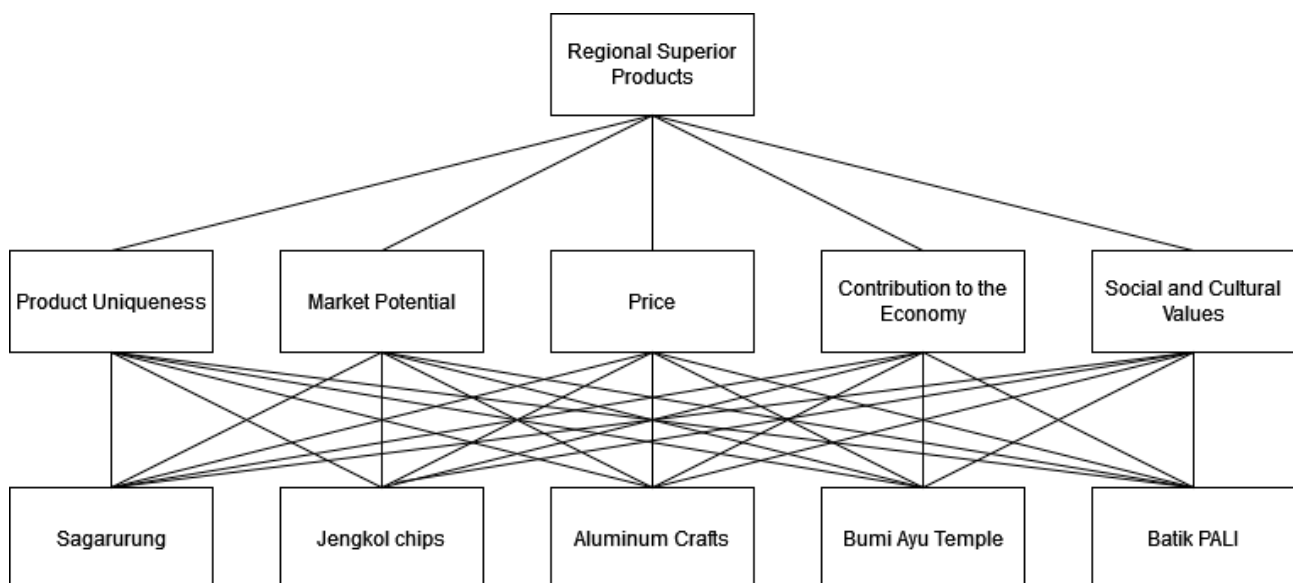 Regional Superior
Products
Product Uniqueness
Market Potential
Price
Contribution to the
Economy
Social and Cultural
Values
Sagarurung
Jengkol chips
Aluminum Crafts
Bumi Ayu Temple
Batik PALI